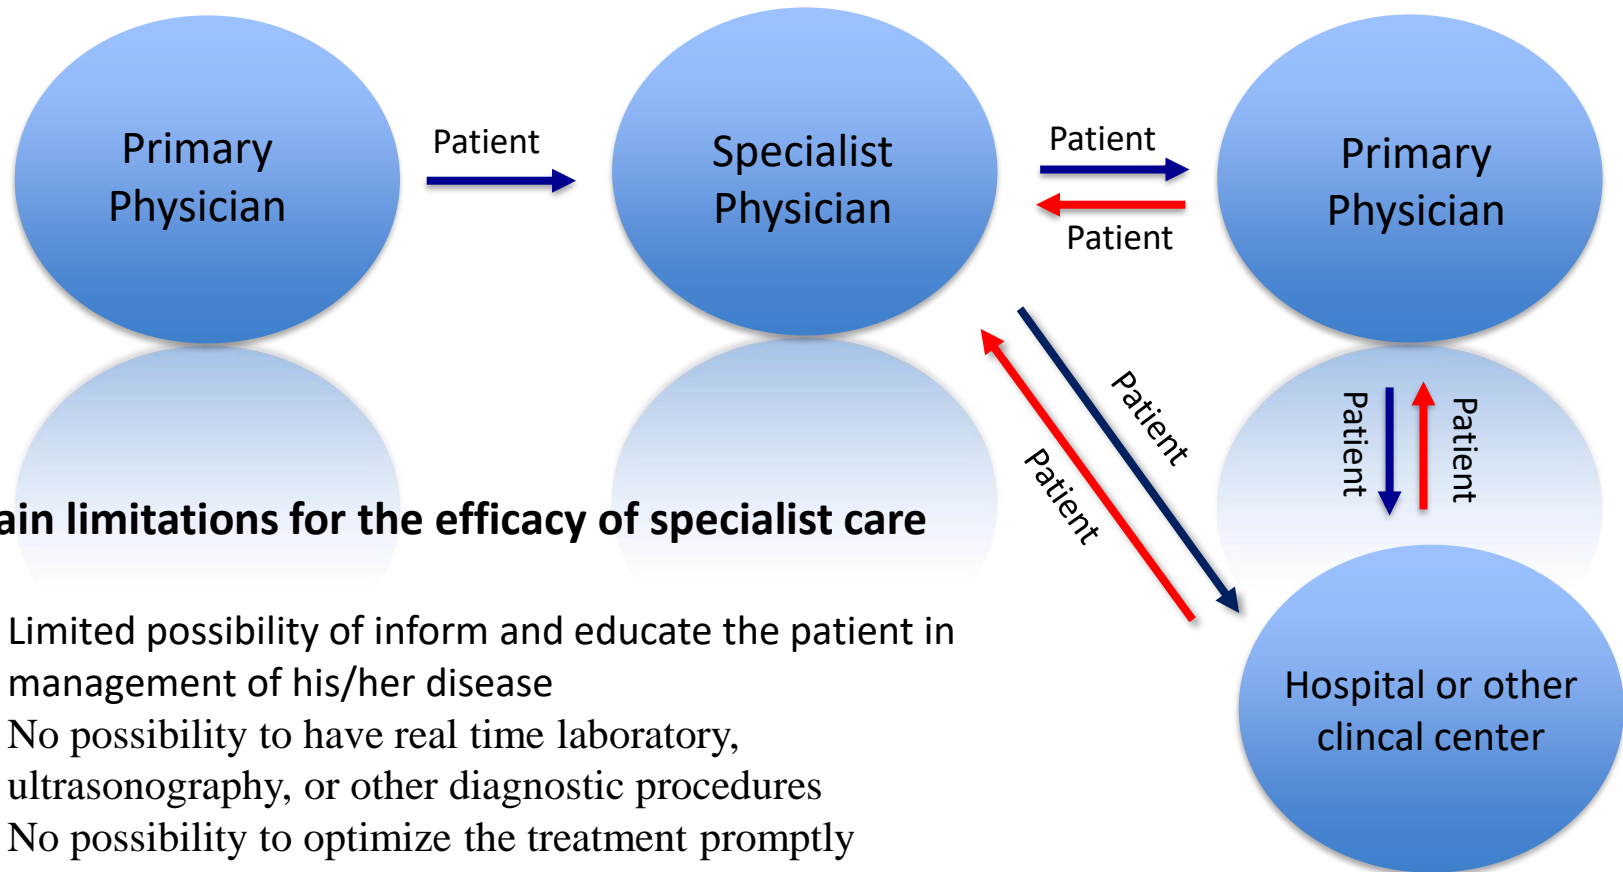 Primary
Physician
Patient
Specialist
Physician
Patient
Patient
Primary
Physician
Patient
Patient
Patient
Patient
ain limitations for the efficacy of specialist care
Limited possibility of inform and educate the patient in
management of his/her disease
No possibility to have real time laboratory,
ultrasonography, or other diagnostic procedures
No possibility to optimize the treatment promptly
Hospital or other
clincal center